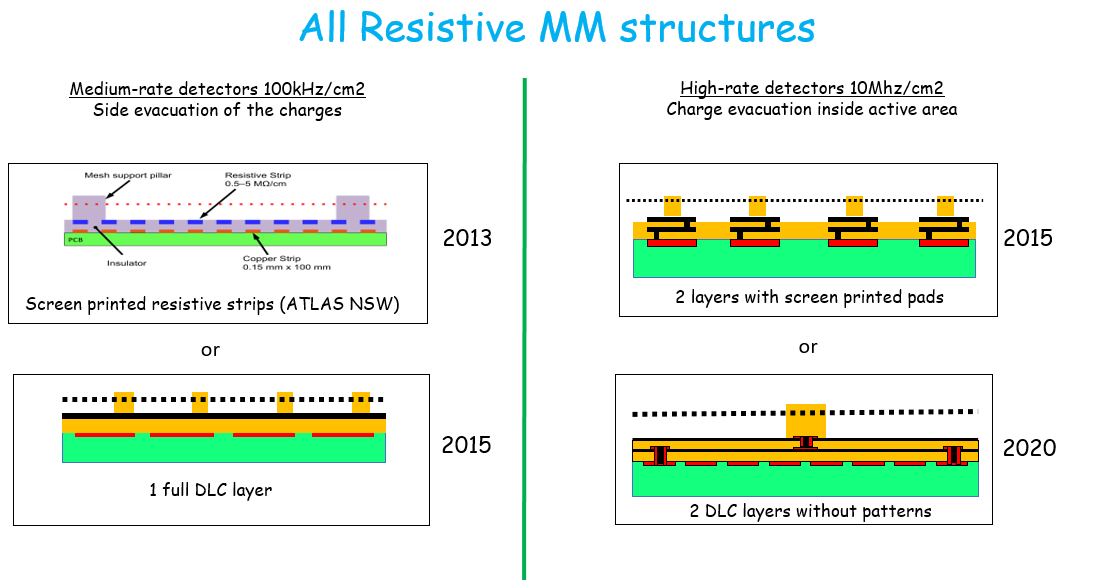 All Resistive MM structures
Medium-rate detectors 100kHz/cm2
Side evacuation of the charges
Mesh support pillar
Resistive Strip
0.5–5 MΩ/cm
PCB
Insulator
Copper Strip
0.15 mm x 100 mm
Screen printed resistive strips (ATLAS NSW)
2013
or
1 full DLC layer
2015
High-rate detectors 10Mhz/cm2
Charge evacuation inside active area
2 layers with screen printed pads
2015
or
2 DLC layers without patterns
2020